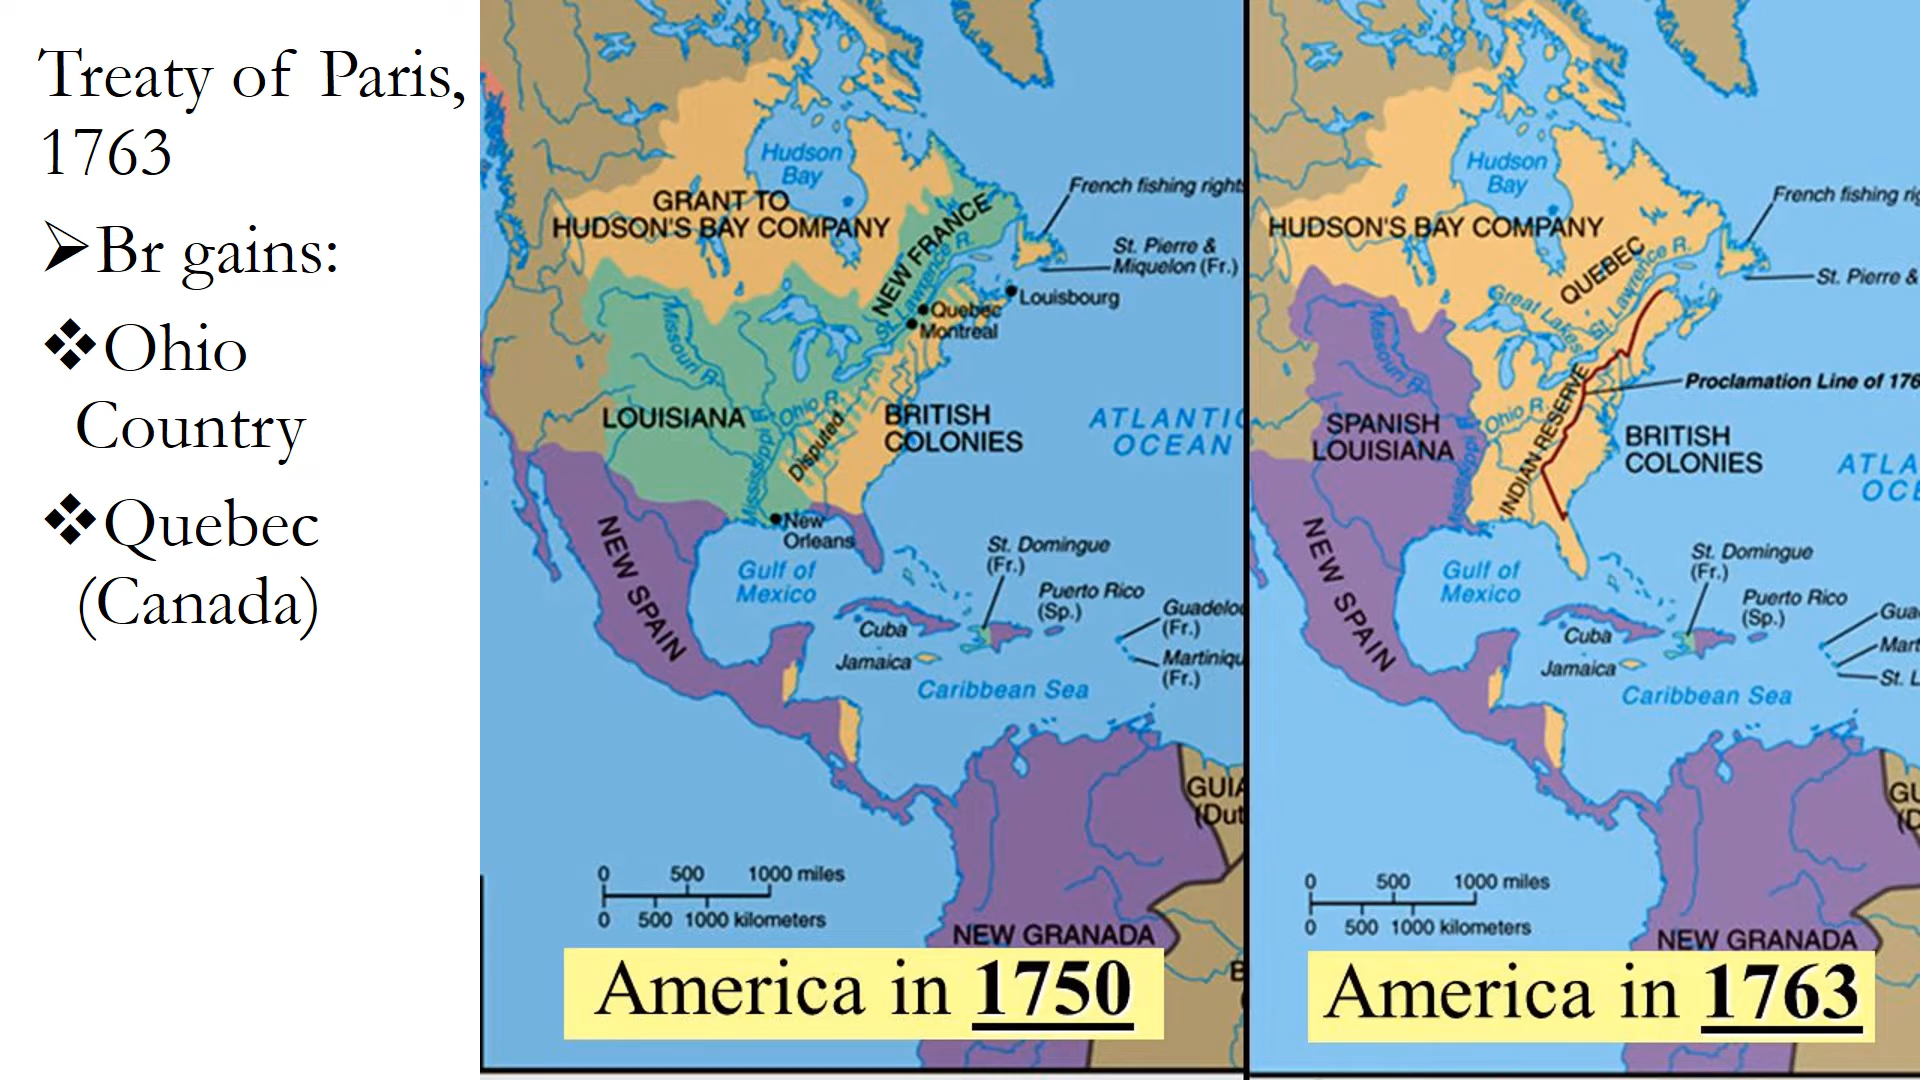 Treaty of Paris,
1763
➢Br gains:
❖Ohio
Country
❖Quebec
(Canada)
Hudson
Bay
GRANT TO
HUDSON'S BAY COMPANY
NEW FRANCE
St. Lawrence R.
French fishing rights
St. Pierre &
Miquelon (Fr.)
Louisbourg
Quebec
Montreal
Missouri R.
LOUISIANA
Mississippi R.
Ohio R.
Disputed
BRITISH
COLONIES
ATLANTIC
OCEAN
New
Orleans
NEW SPAIN
Gulf of
Mexico
St. Domingue
(Fr.)
Puerto Rico
(Sp.)
Cuba
Jamaica
(Fr.)
(Fr.)
Caribbean Sea
0 500 1000 miles
0 500 1000 kilometers
NEW GRANADA
America in 1750
Hudson
Bay
HUDSON'S BAY COMPANY
QUEBEC
St. Lawrence R.
Great Lakes
French fishing
St. Pierre &
Missouri R.
SPANISH
LOUISIANA
Mississippi R.
Ohio R.
INDIAN RESERVE
Proclamation Line of 176
BRITISH
COLONIES
NEW SPAIN
Gulf of
Mexico
St. Domingue
(Fr.)
Puerto Rico
(Sp.)
Cuba
Jamaica
St. L
Caribbean Sea
0 500 1000 miles
0 500 1000 kilometers
NEW GRANADA
America in 1763